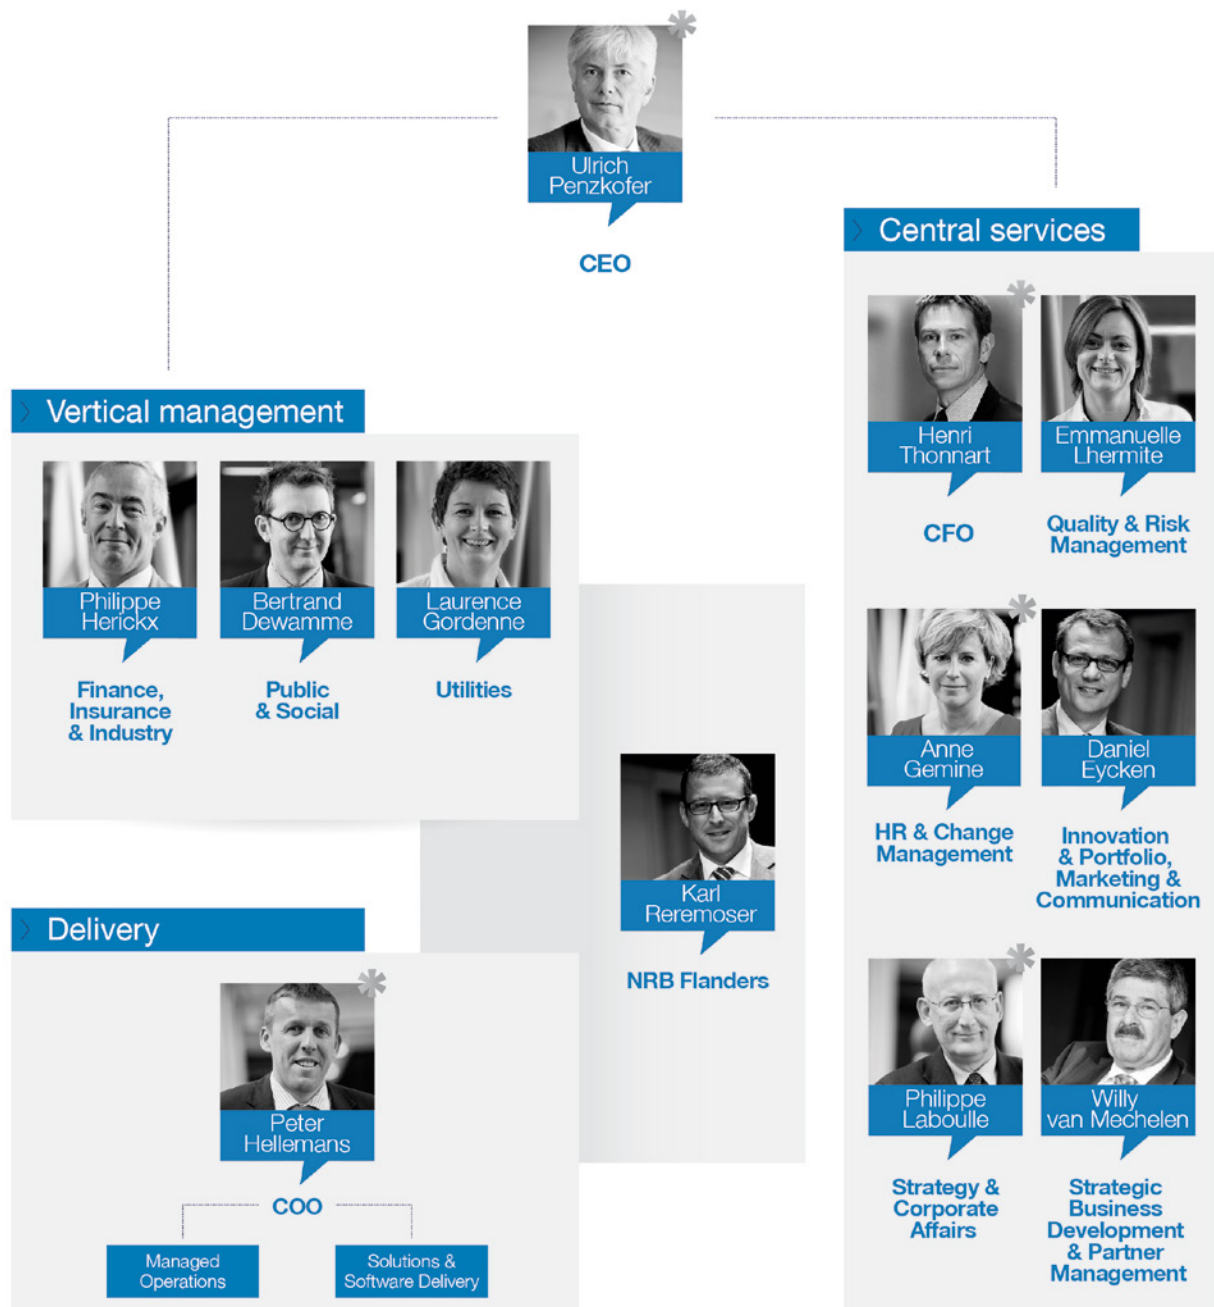 Ulrich
Penzkofer
CEO
Central services
Henri
Thonnart
CFO
Emmanuelle
Lhermite
Quality & Risk
Management
Anne
Gemine
HR & Change
Management
Daniel
Eycken
Innovation
& Portfolio,
Marketing &
Communication
Philippe
Laboulle
Strategy &
Corporate
Affairs
Willy
van Mechelen
Strategic
Business
Development
& Partner
Management
Vertical management
Philippe
Herickx
Finance,
Insurance
& Industry
Bertrand
Dewamme
Public
& Social
Laurence
Gordenne
Utilities
Karl
Reremoser
NRB Flanders
Delivery
Peter
Hellemans
COO
Managed
Operations
Solutions &
Software Delivery